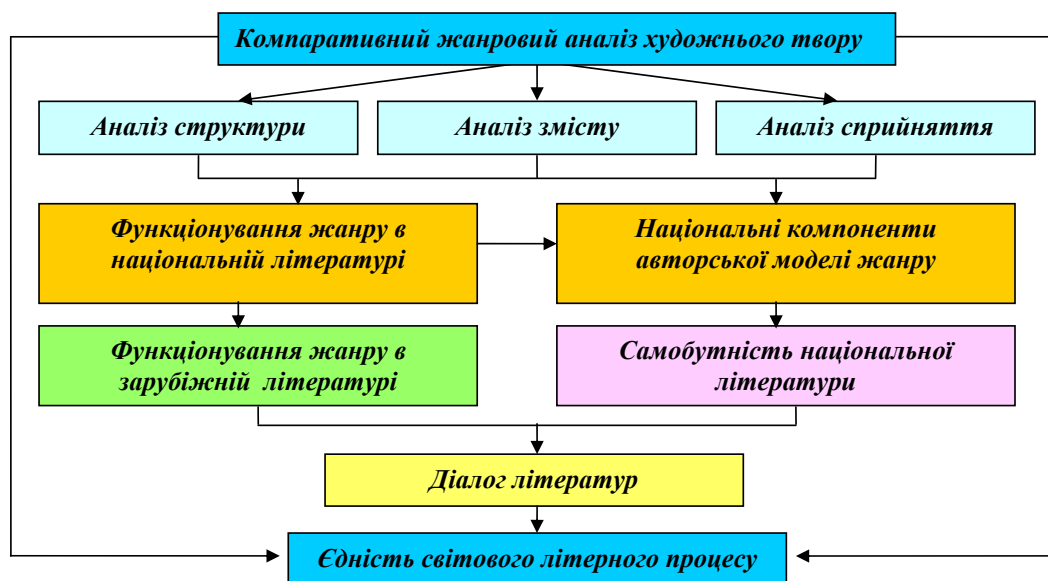 Компаративний жанровий аналіз художнього твору
Аналіз структури
Аналіз змісту
Аналіз сприйняття
Функціонування жанру в
національній літературі
Національні компоненти
авторської моделі жанру
Функціонування жанру в
зарубіжній літературі
Самобутність національної
літератури
Діалог літератур
Єдність світового літерного процесу